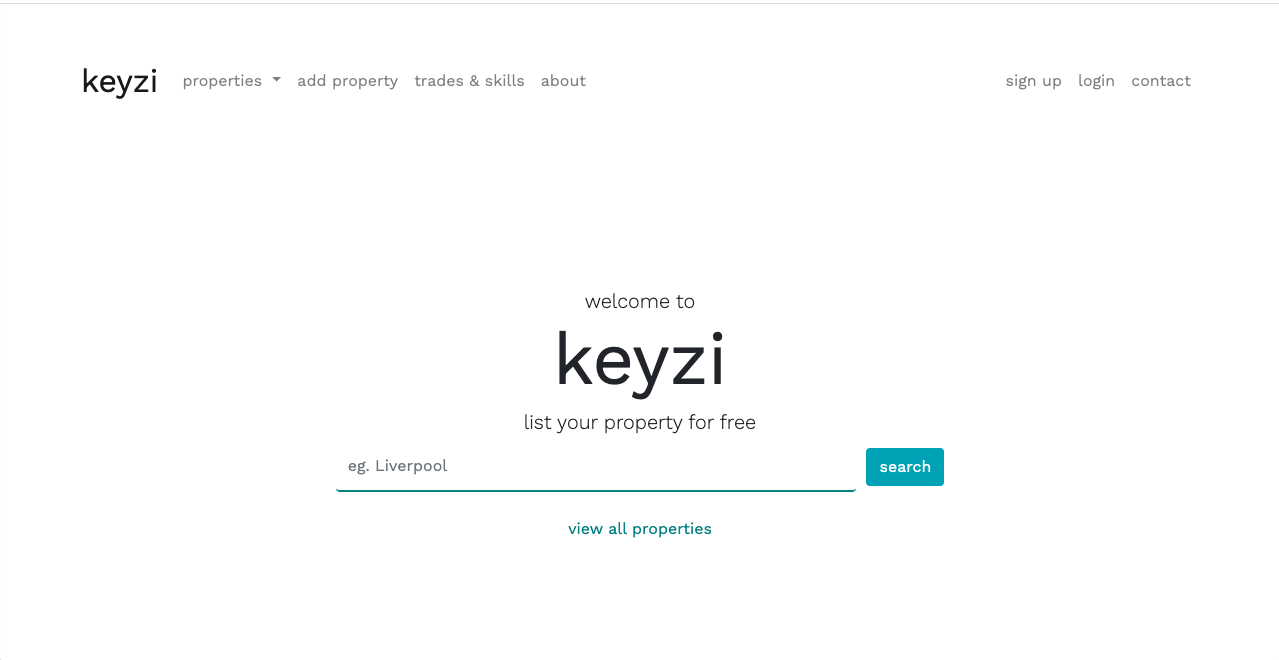 keyzi properties add property trades & skills about sign up login contact
welcome to
keyzi
list your property for free
eg. Liverpool search
view all properties